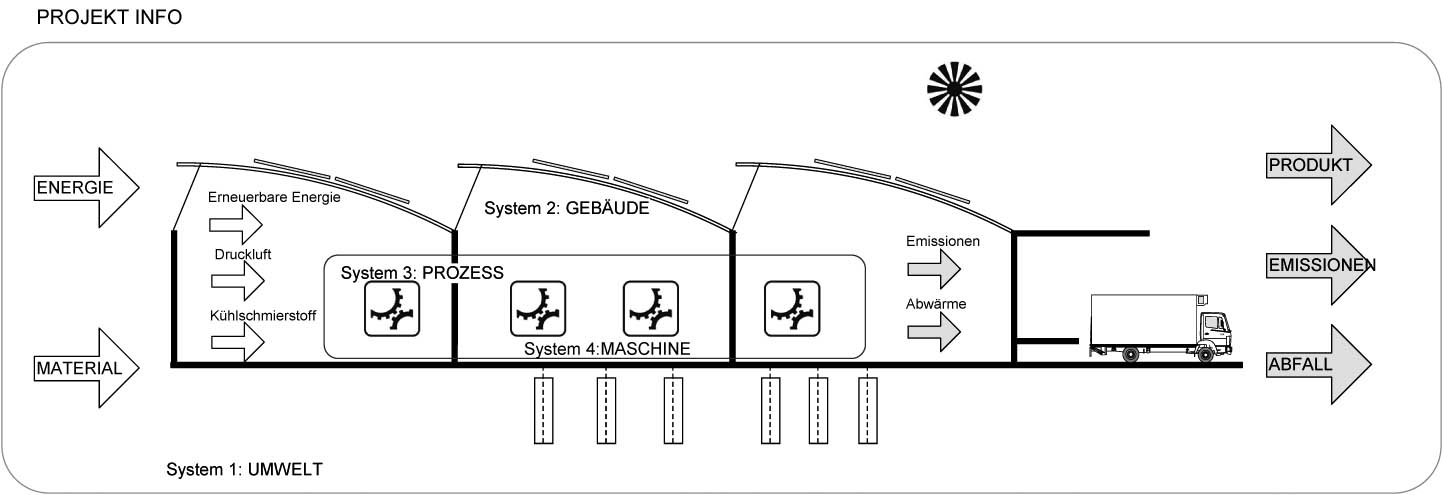 PROJEKT INFO
ENERGIE
Erneuerbare Energie
System 2: GEBÄUDE
PRODUKT
Druckluft
Emissionen
EMISSIONEN
System 3: PROZESS
Kühlschmierstoff
Abwärme
System 4:MASCHINE
MATERIAL
ABFALL
System 1: UMWELT